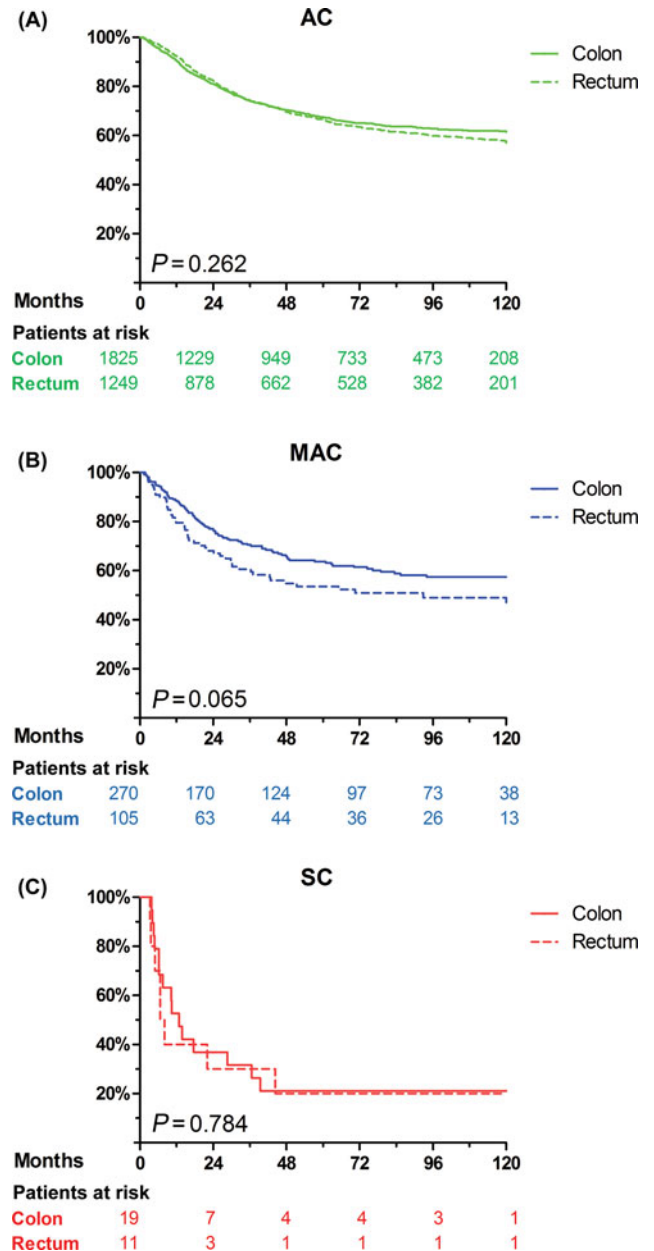 (A)
AC
100%
80%
60%
40%
20%
Colon
Rectum
P = 0.262
Months
0 24 48 72 96 120
Patients at risk
Colon 1825 1229 949 733 473 208
Rectum 1249 878 662 528 382 201
(B)
MAC
100%
80%
60%
40%
20%
Colon
Rectum
P = 0.065
Months
0 24 48 72 96 120
Patients at risk
Colon 270 170 124 97 73 38
Rectum 105 63 44 36 26 13
(C)
SC
100%
80%
60%
40%
20%
Colon
Rectum
P = 0.784
Months
0 24 48 72 96 120
Patients at risk
Colon 19 7 4 4 3 1
Rectum 11 3 1 1 1 1